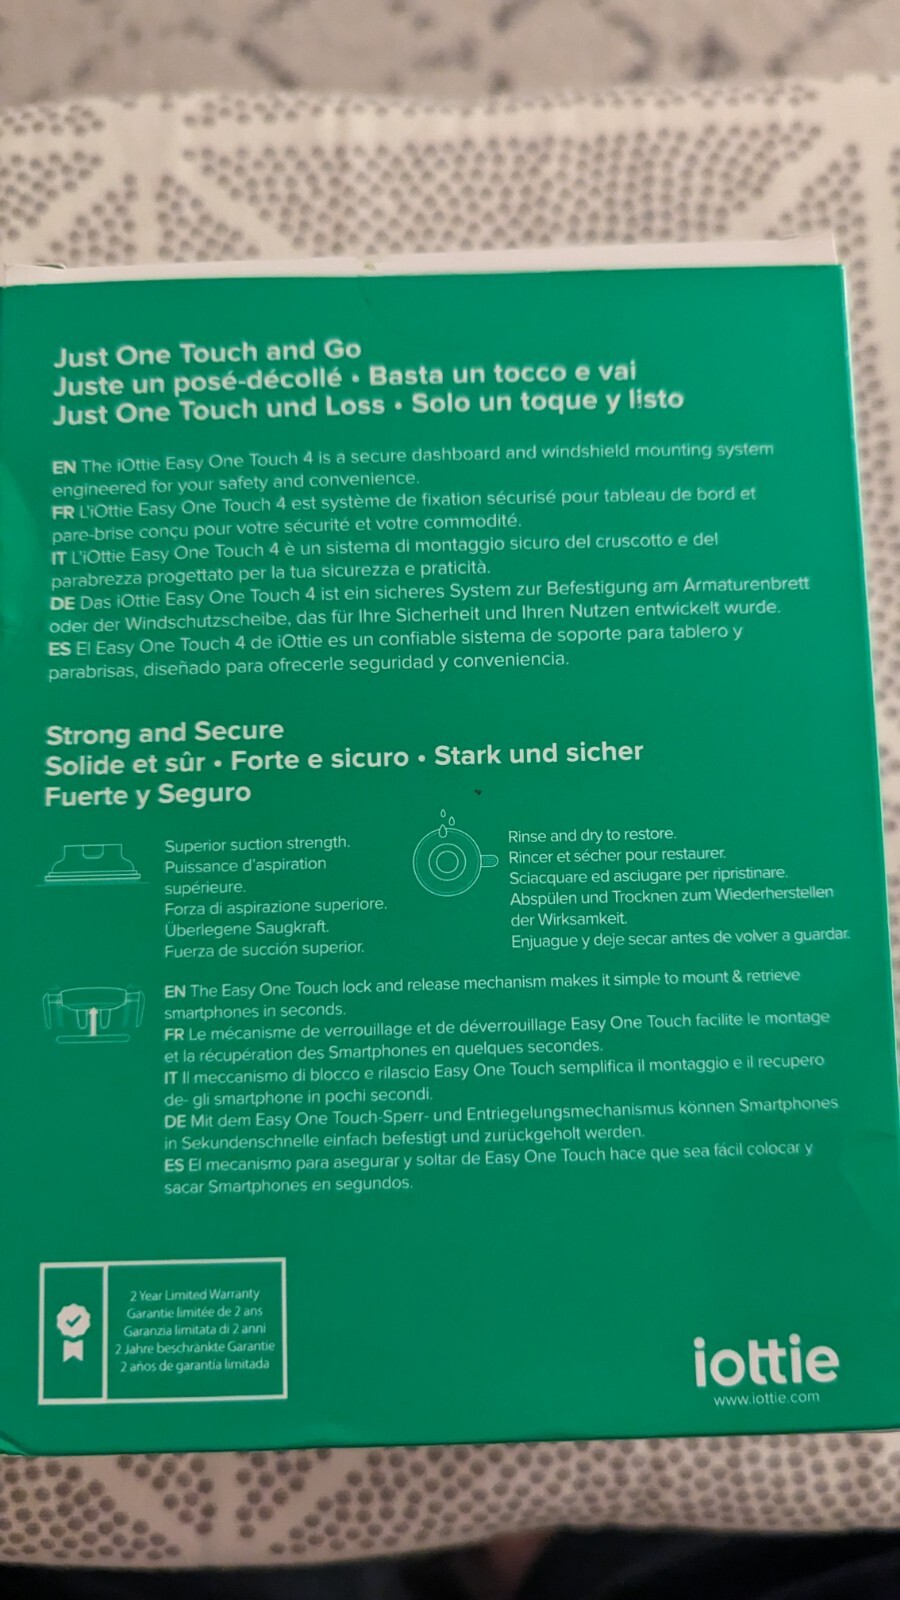 Just One Touch and Go
Juste un posé-décollé • Basta un tocco e vai
Just One Touch und Loss • Solo un toque y listo
EN The iOttie Easy One Touch 4 is a secure dashboard and windshield mounting system
engineered for your safety and convenience.
FR L'iOttie Easy One Touch 4 est système de fixation sécurisé pour tableau de bord et
pare-brise conçu pour votre sécurité et votre commodité.
IT L'iOttie Easy One Touch 4 è un sistema di montaggio sicuro del cruscotto e del
parabrezza progettato per la tua sicurezza e praticità.
DE Das iOttie Easy One Touch 4 ist ein sicheres System zur Befestigung am Armaturenbrett
oder der Windschutzscheibe, das für Ihre Sicherheit und Ihren Nutzen entwickelt wurde.
ES El Easy One Touch 4 de iOttie es un confiable sistema de soporte para tablero y
parabrisas, diseñado para ofrecerle seguridad y conveniencia.
Strong and Secure
Solide et sûr • Forte e sicuro • Stark und sicher
Fuerte y Seguro
Superior suction strength.
Puissance d'aspiration
supérieure.
Forza di aspirazione superiore.
Überlegene Saugkraft.
Fuerza de succión superior.
Rinse and dry to restore.
Rincer et sécher pour restaurer.
Sciacquare ed asciugare per ripristinare.
Abspülen und Trocknen zum Wiederherstellen
der Wirksamkeit.
Enjuague y deje secar antes de volver a guardar.
EN The Easy One Touch lock and release mechanism makes it simple to mount & retrieve
smartphones in seconds.
FR Le mécanisme de verrouillage et de déverrouillage Easy One Touch facilite le montage
et la récupération des Smartphones en quelques secondes.
IT Il meccanismo di blocco e rilascio Easy One Touch semplifica il montaggio e il recupero
de- gli smartphone in pochi secondi.
DE Mit dem Easy One Touch-Sperr- und Entriegelungsmechanismus können Smartphones
in Sekundenschnelle einfach befestigt und zurückgeholt werden.
ES El mecanismo para asegurar y soltar de Easy One Touch hace que sea fácil colocar y
sacar Smartphones en segundos.
2 Year Limited Warranty
Garantie limitée de 2 ans
Garanzia limitata di 2 anni
2 Jahre beschränkte Garantie
2 años de garantía limitada
iottie
www.iottie.com